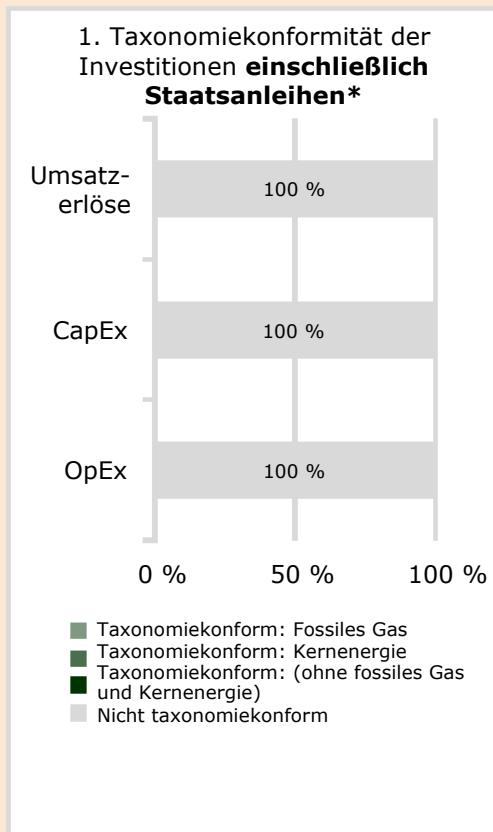 1. Taxonomiekonformität der
Investitionen einschließlich
Staatsanleihen*
Umsatz-
erlöse
100 %
CapEx
100 %
OpEx
100 %
0 % 50 % 100 %
Taxonomiekonform: Fossiles Gas
Taxonomiekonform: Kernenergie
Taxonomiekonform: (ohne fossiles Gas
und Kernenergie)
Nicht taxonomiekonform